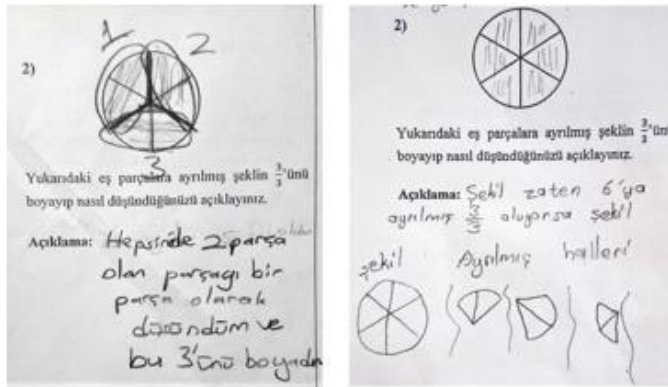 1
2
2)
3
Yukarıdaki eş parçalara ayrılmış şeklin 3/3'ünü
boyayıp nasıl düşündüğünüzü açıklayınız.
Açıklama: Hepsinde 2 parça
olan parçayı bir
parça olarak
düşündüm ve
bu 3'ünü boyadım
2)
Yukarıdaki eş parçalara ayrılmış şeklin 3/3'ün
boyayıp nasıl düşündüğünüzü açıklayınız.
Açıklama: Şekil zaten 6'ya
ayrılmış 3/3 oluyorsa şekil
şekil Ayrılmış halleri